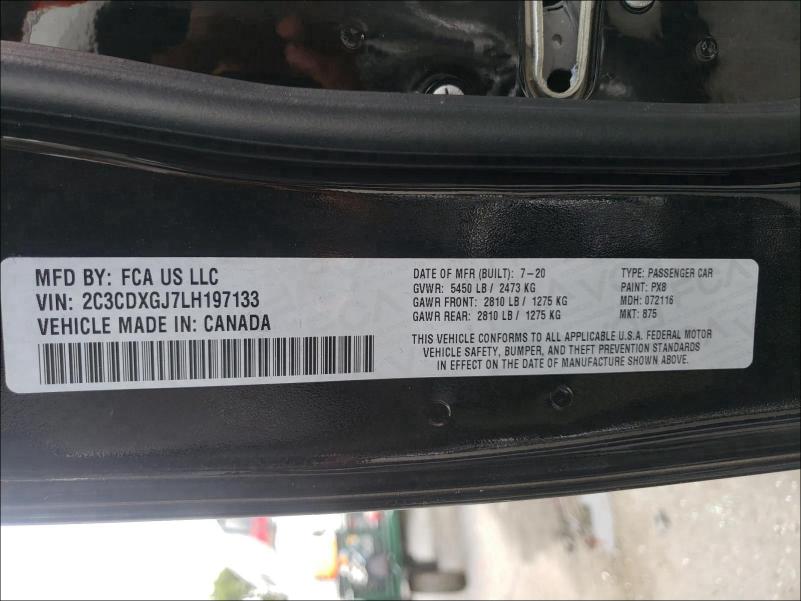 MFD BY: FCA US LLC
VIN: 2C3CDXGJ7LH197133
VEHICLE MADE IN: CANADA
DATE OF MFR (BUILT): 7-20
GVWR: 5450 LB / 2473 KG
GAWR FRONT: 2810 LB / 1275 KG
GAWR REAR: 2810 LB / 1275 KG
TYPE: PASSENGER CAR
PAINT: PX8
MDH: 072116
MKT: 875
THIS VEHICLE CONFORMS TO ALL APPLICABLE U.S.A. FEDERAL MOTOR
VEHICLE SAFETY, BUMPER, AND THEFT PREVENTION STANDARDS
IN EFFECT ON THE DATE OF MANUFACTURE SHOWN ABOVE.